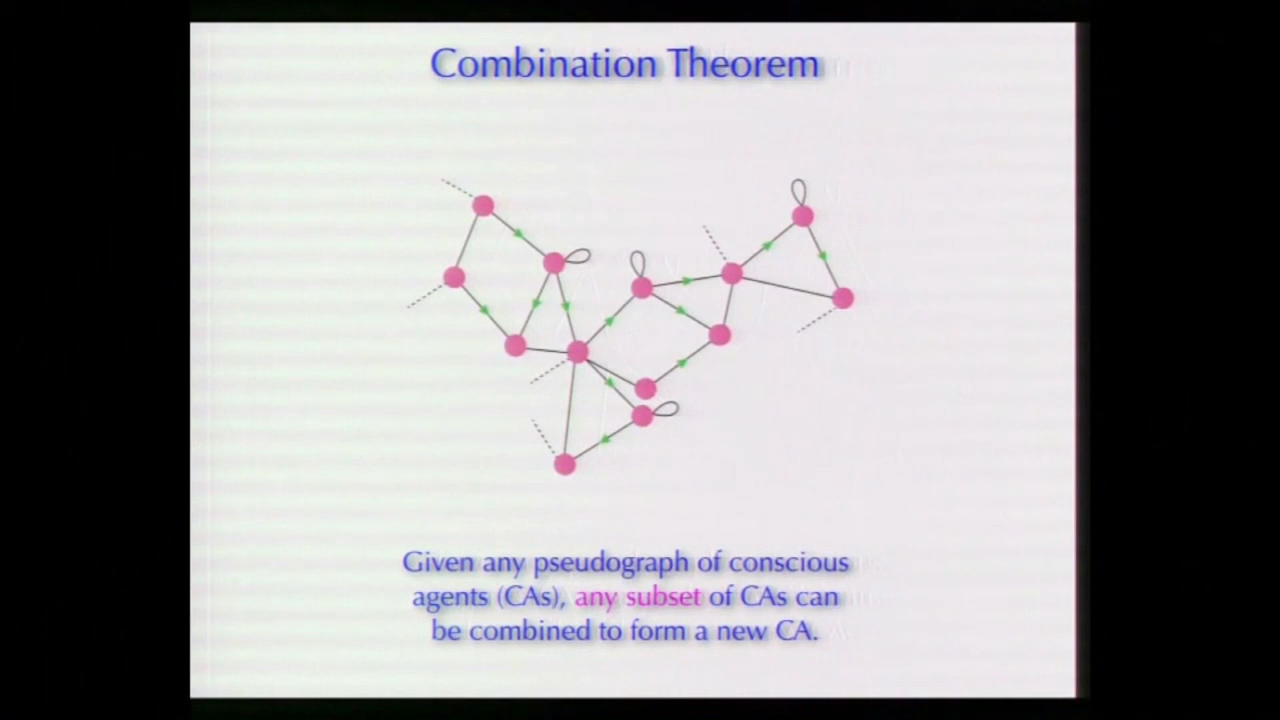 Combination Theorem
Given any pseudograph of conscious
agents (CAs), any subset of CAs can
be combined to form a new CA.